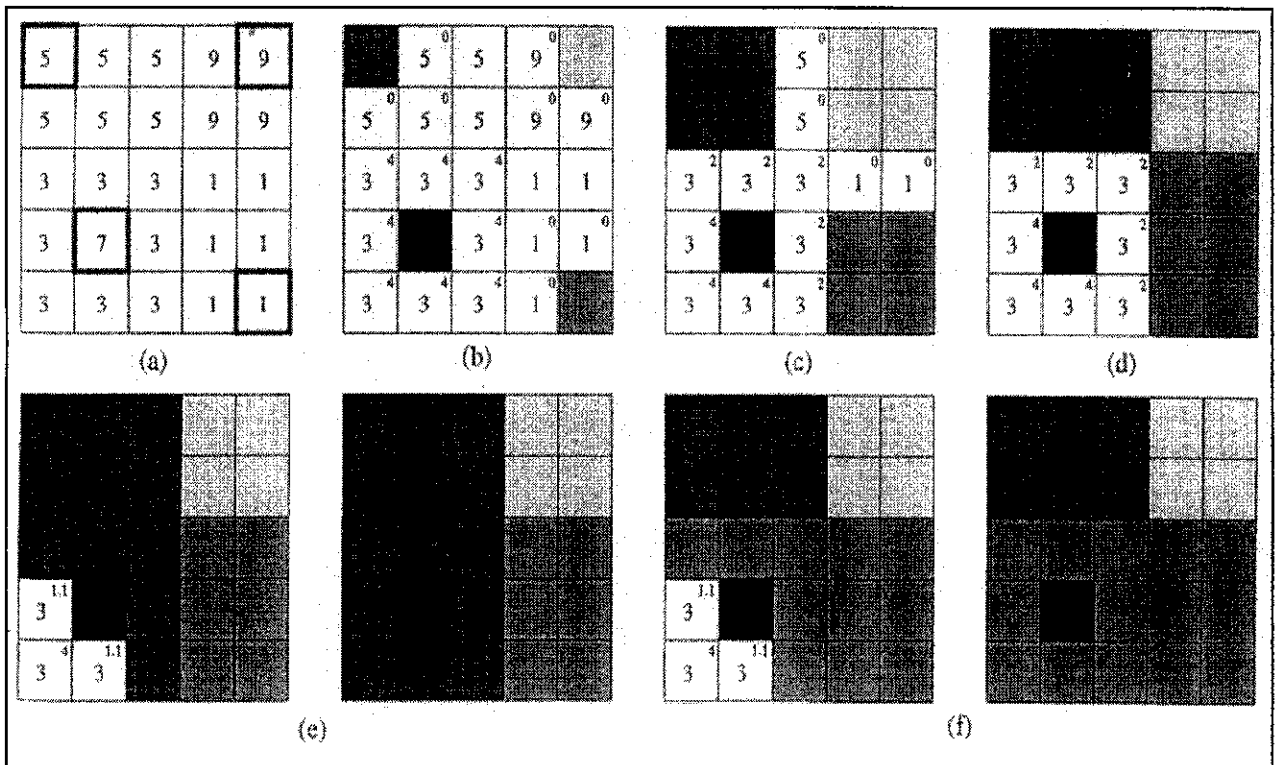 5 5 5 9 9 5 0 5 9 0 5 0
5 5 5 9 9 5 0 5 0 5 0 9 0 9 0 5 0
3 3 3 1 1 3 4 3 4 3 4 1 1 3 2 3 2 3 2 1 0 1 0 3 2 3 2 3 2
3 7 3 1 1 3 4 3 4 1 0 1 0 3 4 3 2 3 4 3 2
3 3 3 1 1 3 4 3 4 3 4 1 0 3 4 3 4 3 2 3 4 3 4 3 2
(a) (b) (c) (d)
3 1.1 3 1.1
3 4 3 1.1 3 4 3 1.1
(e) (f)